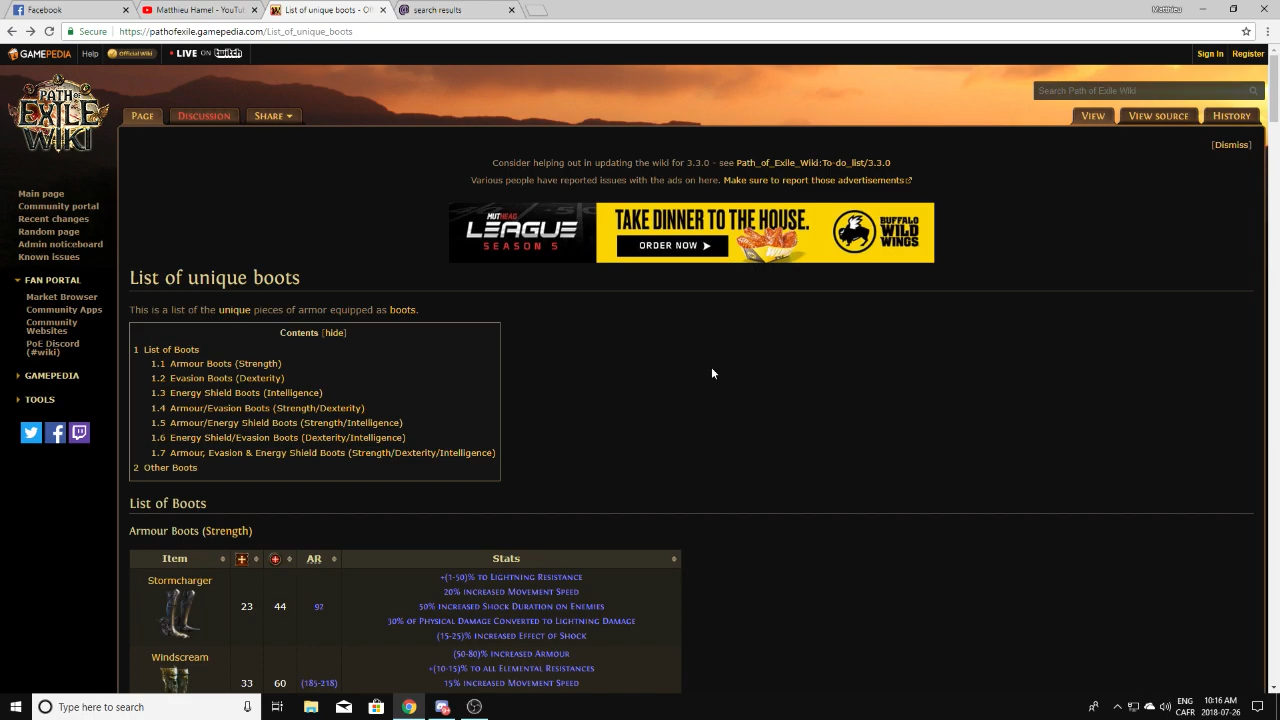 Facebook
Matthieu Hamel - YouTu
List of unique boots - O
search results
Matthieu
Secure
https://pathofexile.gamepedia.com/List_of_unique_boots
GAMEPEDIA
Help
Official Wiki
LIVE ON twitch
Sign In
Register
PATH of EXILE WIKI
Search Path of Exile Wiki
PAGE
DISCUSSION
SHARE
VIEW
VIEW SOURCE
HISTORY
[Dismiss]
Consider helping out in updating the wiki for 3.3.0 - see Path_of_Exile_Wiki:To-do_list/3.3.0
Various people have reported issues with the ads on here. Make sure to report those advertisements
MUTHEAD
LEAGUE
SEASON 5
TAKE DINNER TO THE HOUSE.
ORDER NOW
BUFFALO
WILD
WINGS
Main page
Community portal
Recent changes
Random page
Admin noticeboard
Known issues
FAN PORTAL
Market Browser
Community Apps
Community
Websites
PoE Discord
(#wiki)
GAMEPEDIA
TOOLS
List of unique boots
This is a list of the unique pieces of armor equipped as boots.
Contents [hide]
1 List of Boots
1.1 Armour Boots (Strength)
1.2 Evasion Boots (Dexterity)
1.3 Energy Shield Boots (Intelligence)
1.4 Armour/Evasion Boots (Strength/Dexterity)
1.5 Armour/Energy Shield Boots (Strength/Intelligence)
1.6 Energy Shield/Evasion Boots (Dexterity/Intelligence)
1.7 Armour, Evasion & Energy Shield Boots (Strength/Dexterity/Intelligence)
2 Other Boots
List of Boots
Armour Boots (Strength)
Item
AR
Stats
Stormcharger
23
44
92
+(1-50)% to Lightning Resistance
20% increased Movement Speed
50% increased Shock Duration on Enemies
30% of Physical Damage Converted to Lightning Damage
(15-25)% increased Effect of Shock
Windscream
33
60
(185-218)
(50-80)% increased Armour
+(10-15)% to all Elemental Resistances
15% increased Movement Speed
Type here to search
ENG
CAFR
10:16 AM
2018-07-26